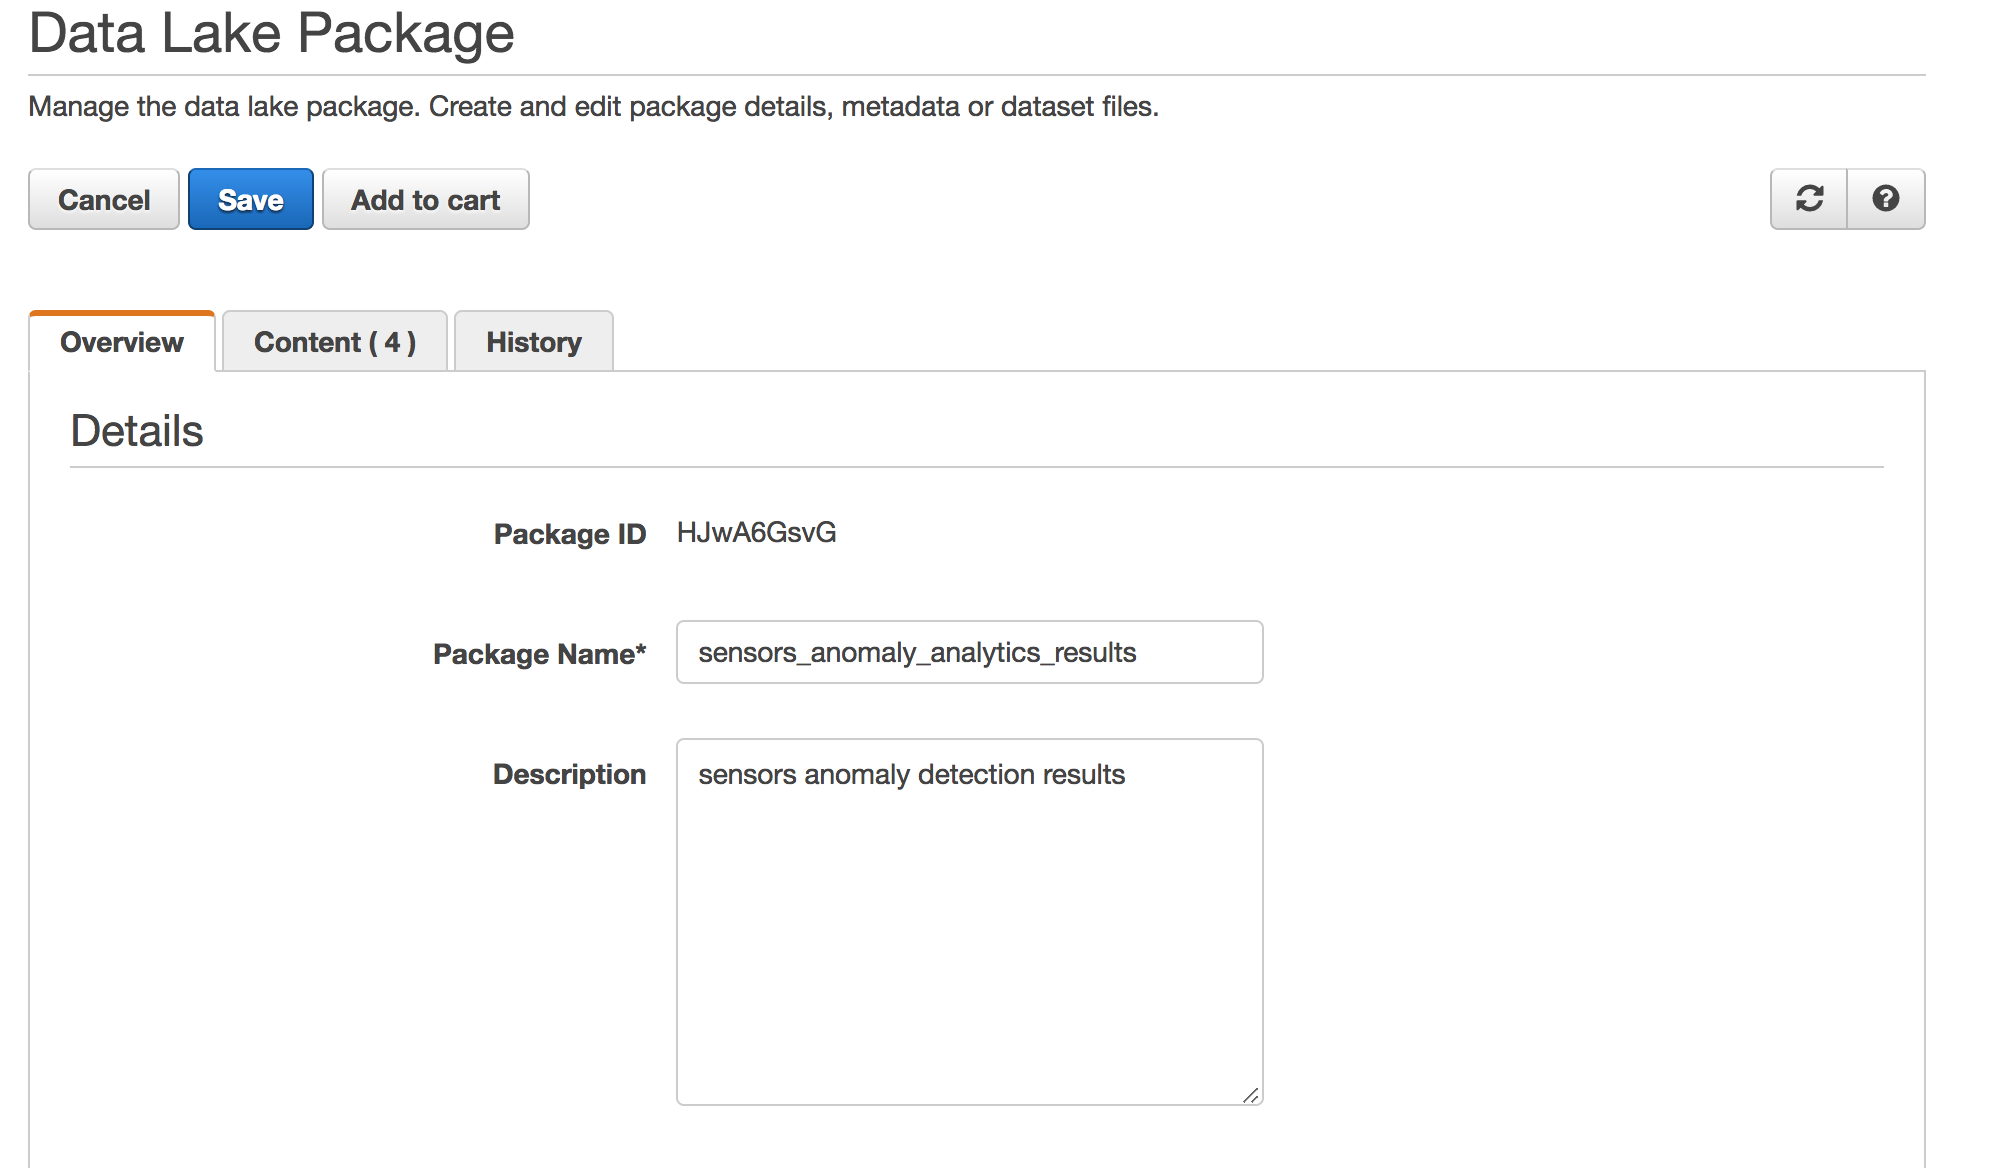 Data Lake Package
Manage the data lake package. Create and edit package details, metadata or dataset files.
Cancel Save Add to cart
Overview Content ( 4 ) History
Details
Package ID HJwA6GsvG
Package Name* sensors_anomaly_analytics_results
Description sensors anomaly detection results